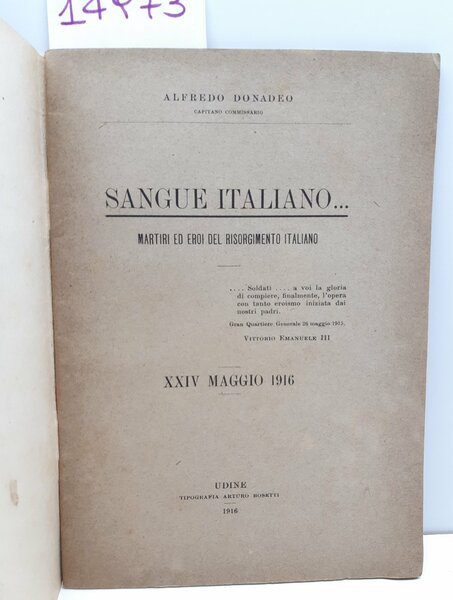 14473
ALFREDO DONADEO
CAPITANO COMMISSARIO
SANGUE ITALIANO...
MARTIRI ED EROI DEL RISORGIMENTO ITALIANO
.... Soldati .... a voi la gloria
di compiere, finalmente, l'opera
con tanto eroismo iniziata dai
nostri padri.
Gran Quartiere Generale 26 maggio 1915.
VITTORIO EMANUELE III
XXIV MAGGIO 1916
UDINE
TIPOGRAFIA ARTURO BOSETTI
1916